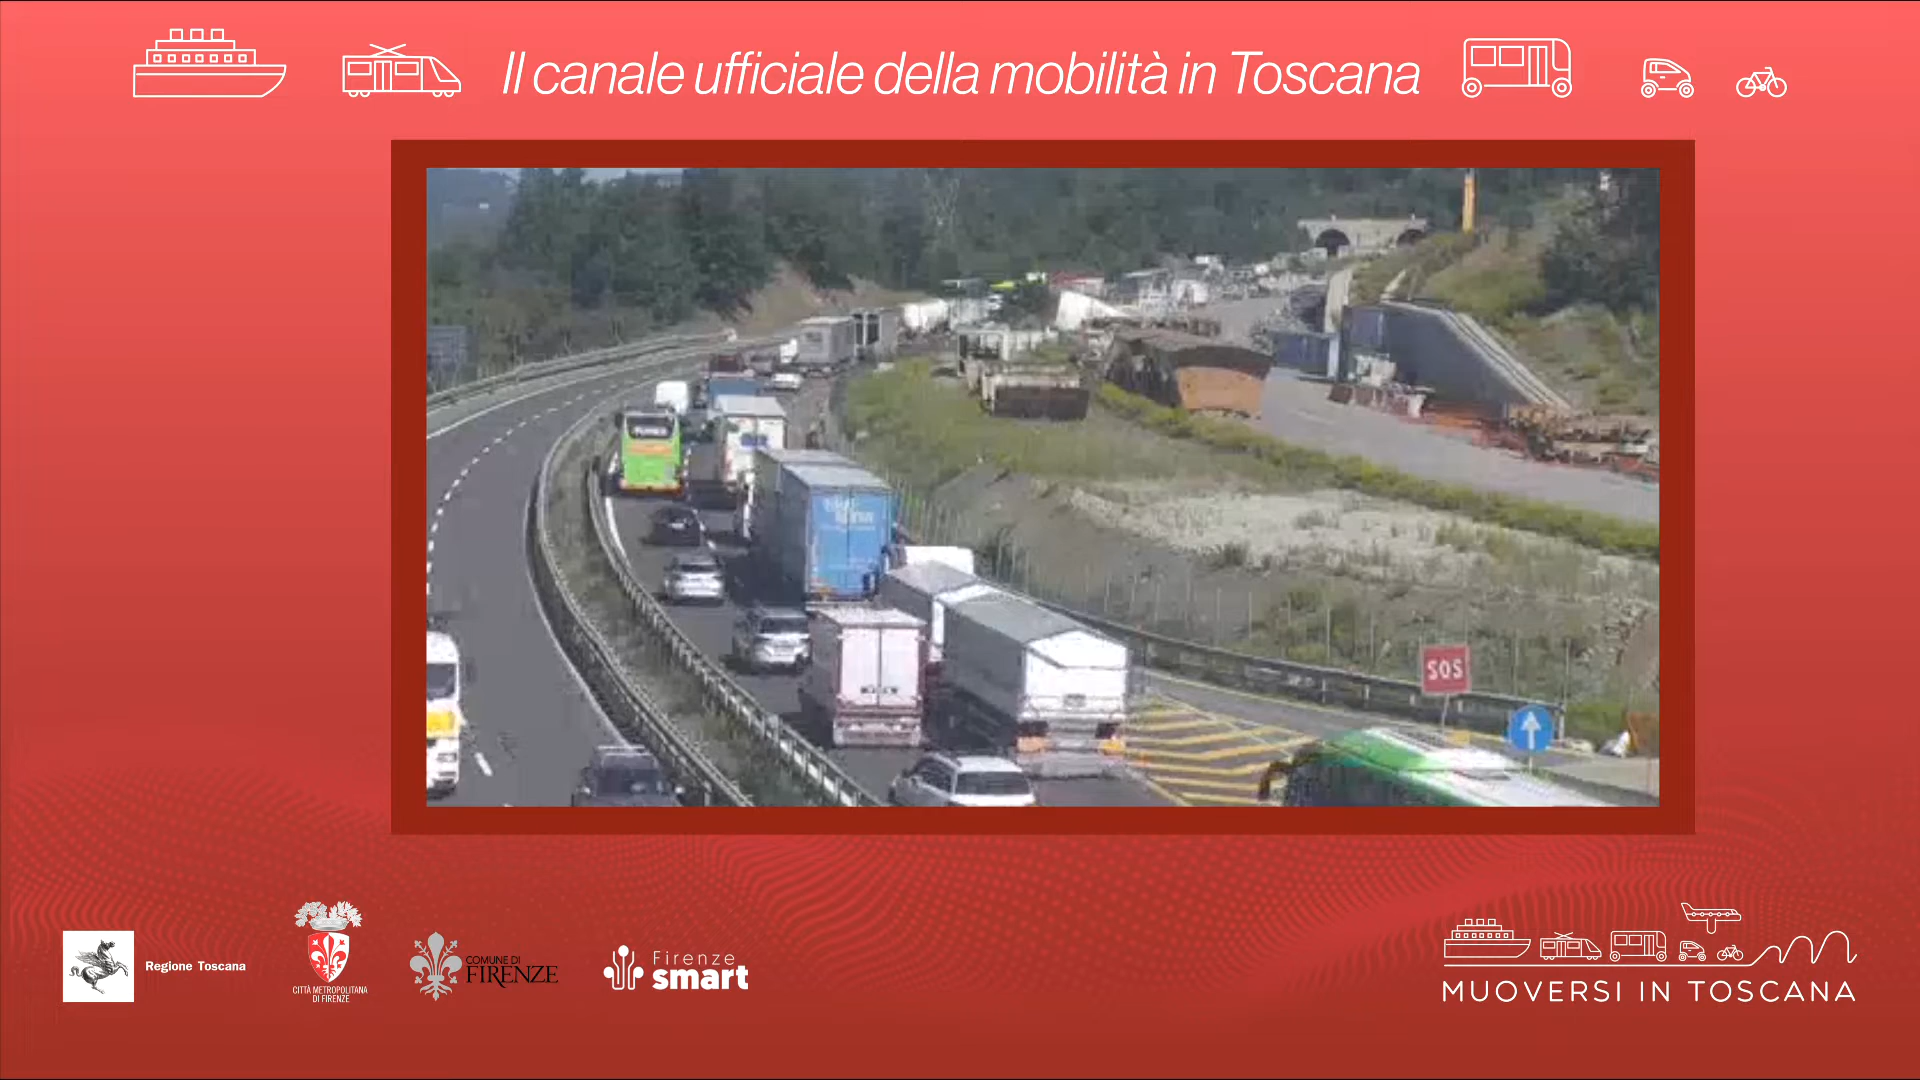 Il canale ufficiale della mobilità in Toscana
SOS
Regione Toscana
CITTÀ METROPOLITANA
DI FIRENZE
COMUNE DI
FIRENZE
Firenze
smart
MUOVERSI IN TOSCANA